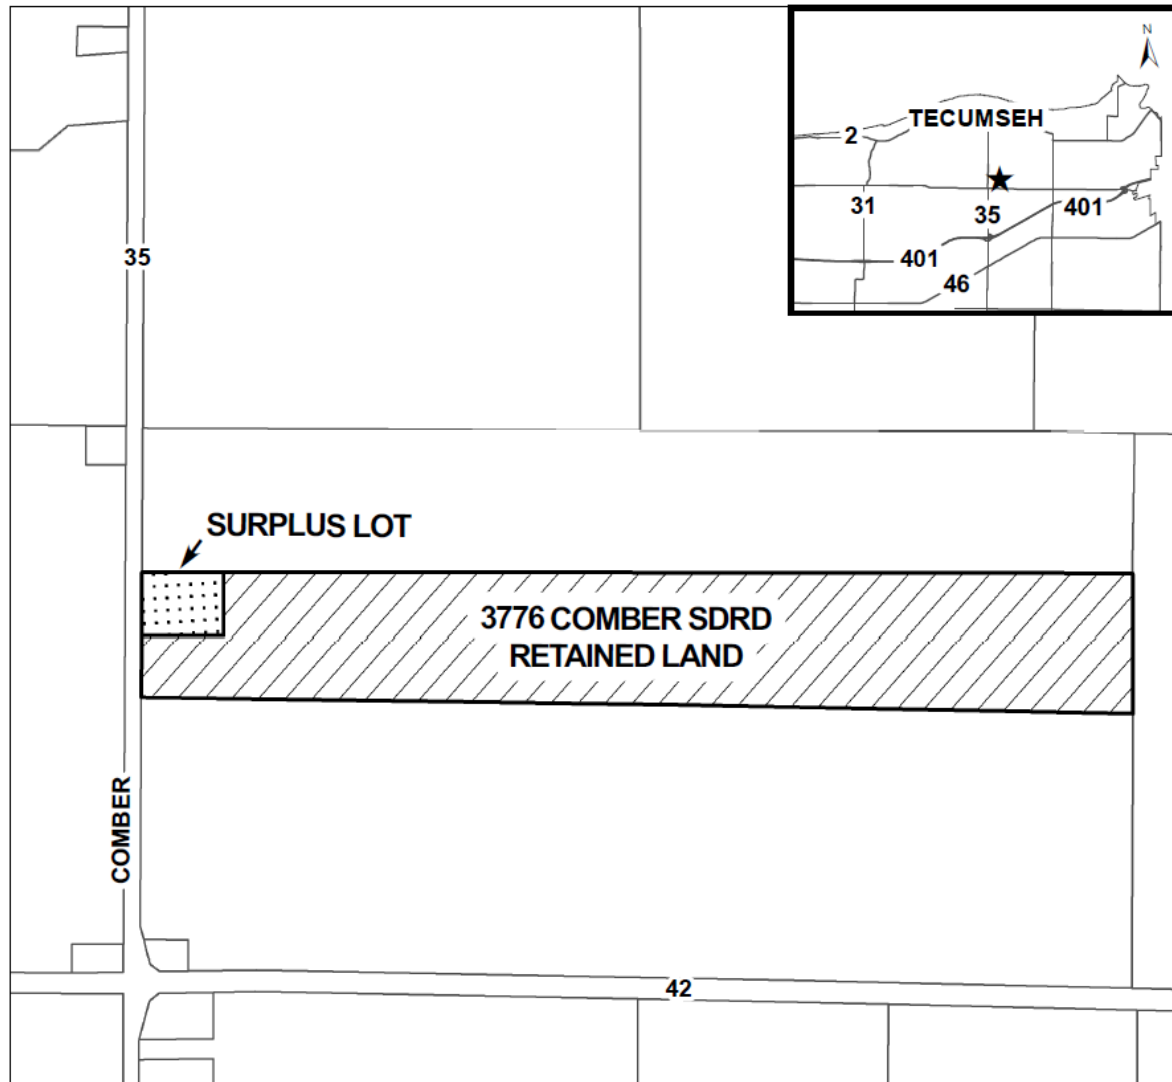 N
TECUMSEH
2
31
35
401
401
46
35
SURPLUS LOT
3776 COMBER SDRD
RETAINED LAND
COMBER
42